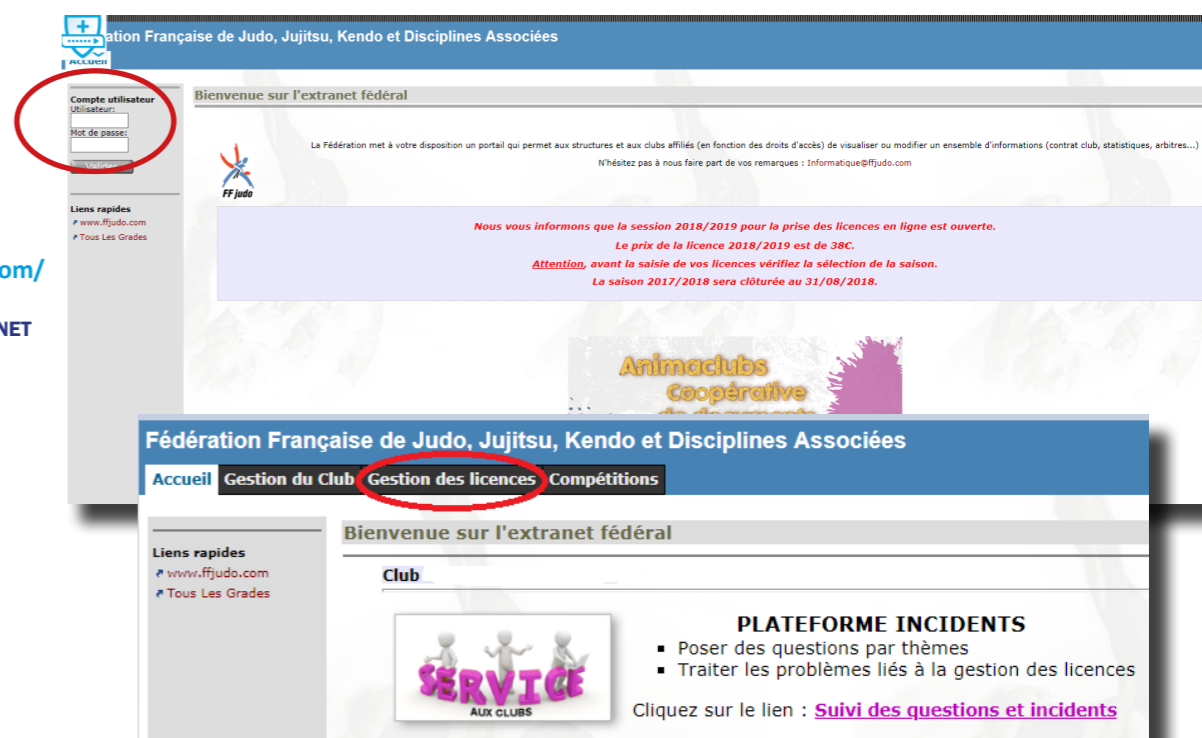 ation Française de Judo, Jujitsu, Kendo et Disciplines Associées
Accueil
Compte utilisateur
Utilisateur:
Mot de passe:
Valider
Liens rapides
www.ffjudo.com
Tous Les Grades
om/
NET
Bienvenue sur l'extranet fédéral
FF judo
La Fédération met à votre disposition un portail qui permet aux structures et aux clubs affiliés (en fonction des droits d'accès) de visualiser ou modifier un ensemble d'informations (contrat club, statistiques, arbitres...)
N'hésitez pas à nous faire part de vos remarques : Informatique@ffjudo.com
Nous vous informons que la session 2018/2019 pour la prise des licences en ligne est ouverte.
Le prix de la licence 2018/2019 est de 38€.
Attention, avant la saisie de vos licences vérifiez la sélection de la saison.
La saison 2017/2018 sera clôturée au 31/08/2018.
Animaclubs
Coopérative
de documents
Fédération Française de Judo, Jujitsu, Kendo et Disciplines Associées
Accueil Gestion du Club Gestion des licences Compétitions
Liens rapides
www.ffjudo.com
Tous Les Grades
Bienvenue sur l'extranet fédéral
Club
SERVICE
AUX CLUBS
PLATEFORME INCIDENTS
▪ Poser des questions par thèmes
▪ Traiter les problèmes liés à la gestion des licences
Cliquez sur le lien : Suivi des questions et incidents